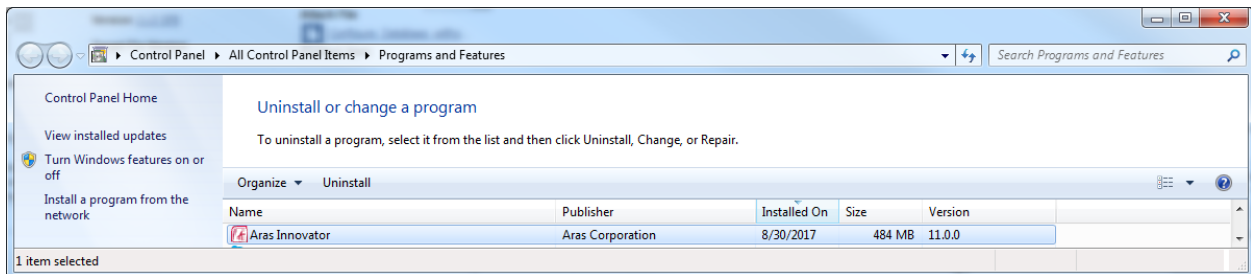 Control Panel All Control Panel Items Programs and Features
Search Programs and Features
Control Panel Home
View installed updates
Turn Windows features on or
off
Install a program from the
network
Uninstall or change a program
To uninstall a program, select it from the list and then click Uninstall, Change, or Repair.
Organize Uninstall
Name Publisher Installed On Size Version
Aras Innovator Aras Corporation 8/30/2017 484 MB 11.0.0
1 item selected